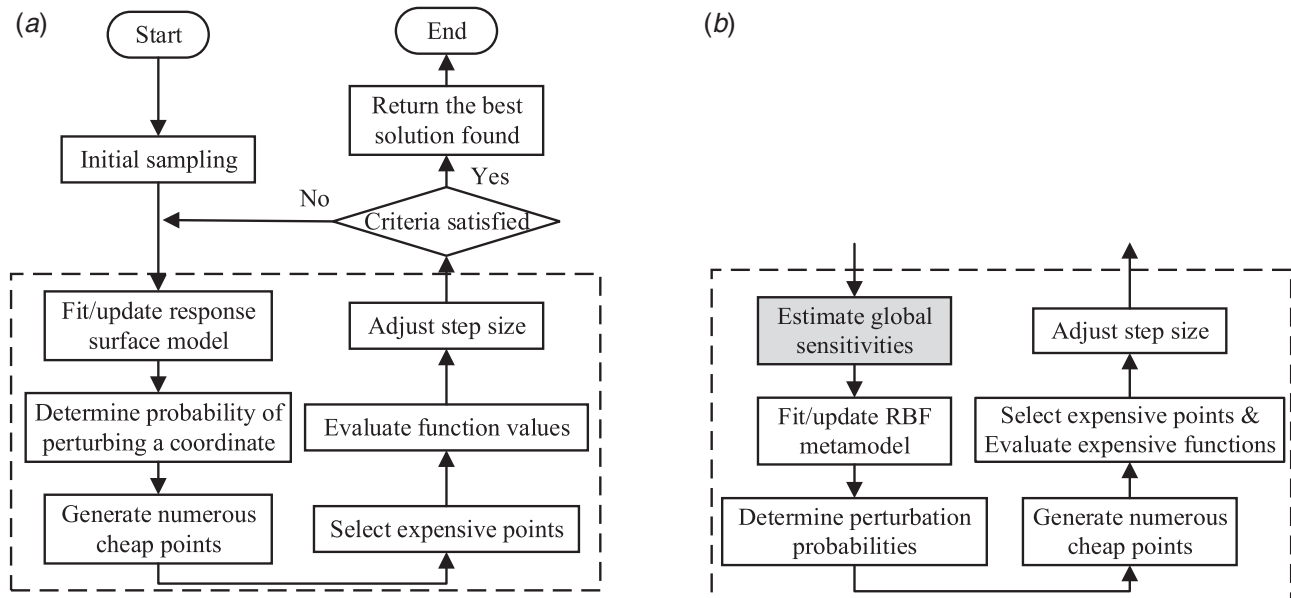 (a)
Start
Initial sampling
Fit/update response
surface model
Determine probability of
perturbing a coordinate
Generate numerous
cheap points
Select expensive points
Evaluate function values
Adjust step size
Criteria satisfied
No
Yes
Return the best
solution found
End
(b)
Estimate global
sensitivities
Fit/update RBF
metamodel
Determine perturbation
probabilities
Generate numerous
cheap points
Select expensive points &
Evaluate expensive functions
Adjust step size